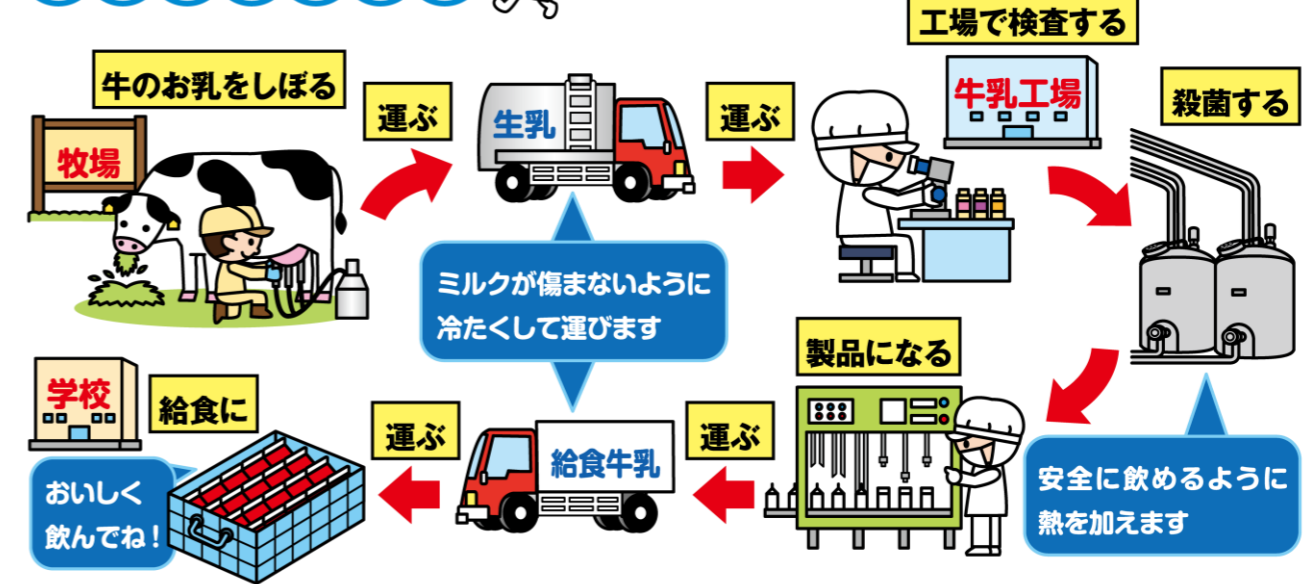 牛のお乳をしぼる
牧場
運ぶ
生乳
運ぶ
工場で検査する
牛乳工場
殺菌する
ミルクが傷まないように
冷たくして運びます
安全に飲めるように
熱を加えます
製品になる
運ぶ
給食牛乳
運ぶ
給食に
学校
おいしく
飲んでね!